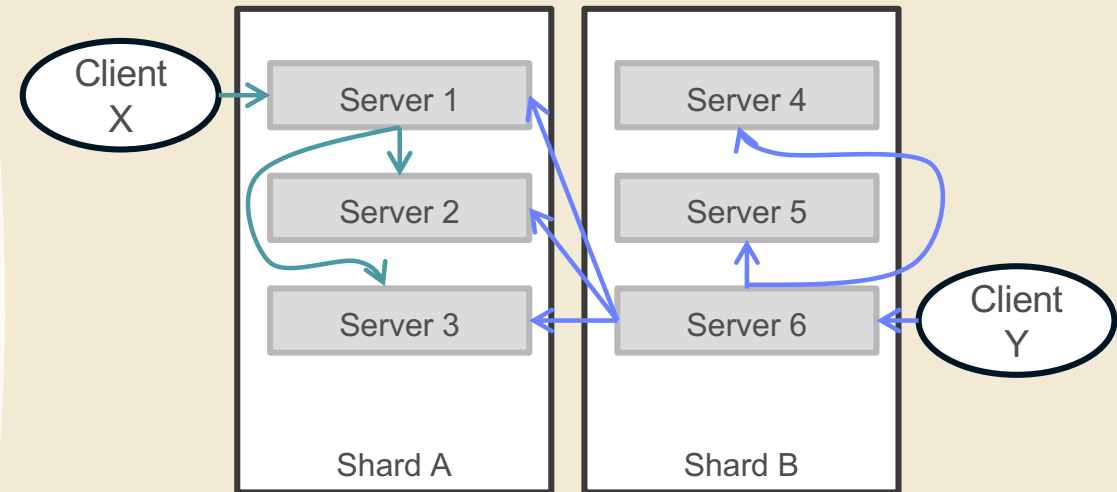 Client
X
Server 1
Server 2
Server 3
Shard A
Server 4
Server 5
Server 6
Shard B
Client
Y